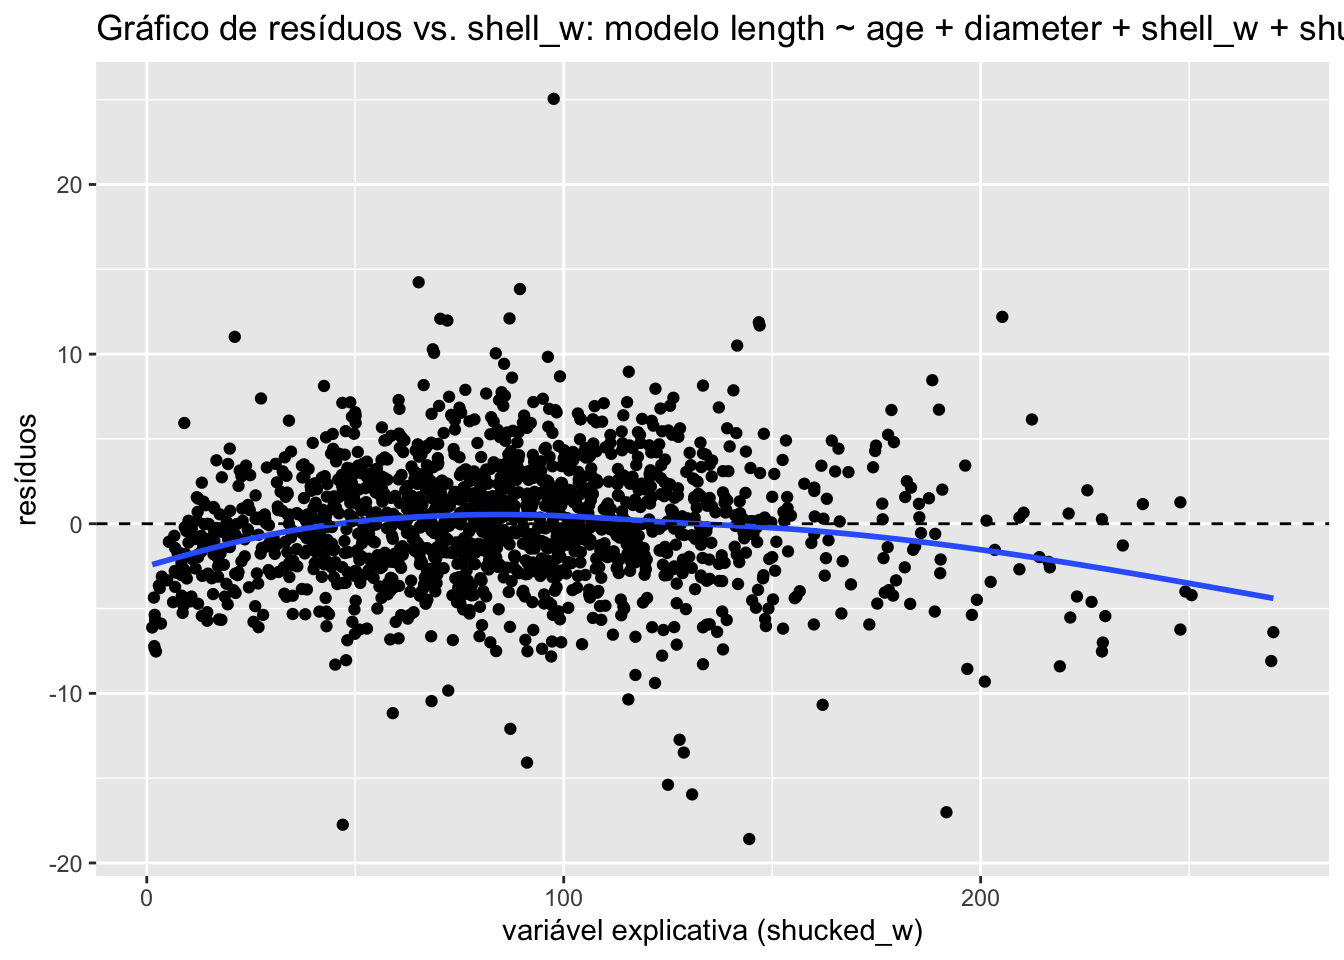 Gráfico de resíduos vs. shell_w: modelo length ~ age + diameter + shell_w + shu
20
10
0
-10
-20
resíduos
0 100 200
variável explicativa (shucked_w)